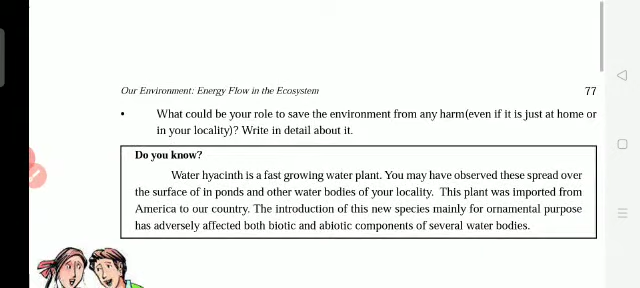 Our Environment: Energy Flow in the Ecosystem 77
• What could be your role to save the environment from any harm(even if it is just at home or
in your locality)? Write in detail about it.
Do you know?
Water hyacinth is a fast growing water plant. You may have observed these spread over
the surface of in ponds and other water bodies of your locality. This plant was imported from
America to our country. The introduction of this new species mainly for ornamental purpose
has adversely affected both biotic and abiotic components of several water bodies.